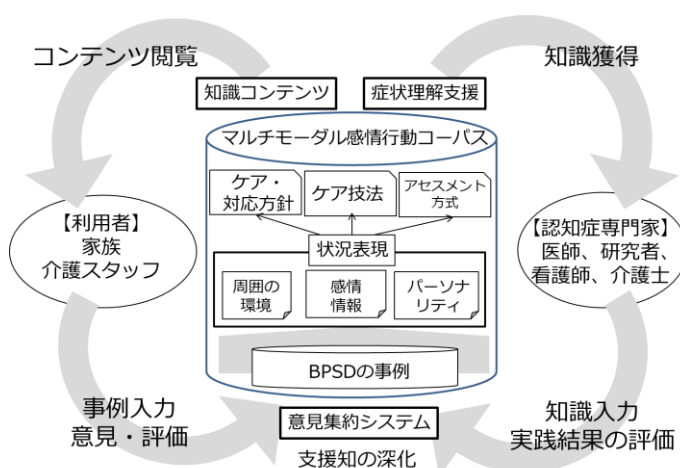 コンテンツ閲覧
知識獲得
知識コンテンツ
症状理解支援
マルチモーダル感情行動コーパス
ケア・
対応方針
ケア技法
アセスメント
方式
状況表現
【利用者】
家族
介護スタッフ
【認知症専門家】
医師、研究者、
看護師、介護士
周囲の
環境
感情
情報
パーソナ
リティ
BPSDの事例
事例入力
意見・評価
意見集約システム
支援知の深化
知識入力
実践結果の評価